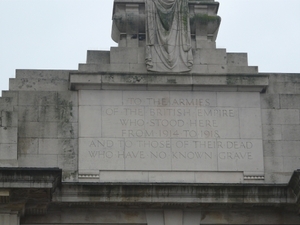 TO THE ARMIES
OF THE BRITISH EMPIRE
WHO STOOD HERE
FROM 1914 TO 1918
AND TO THOSE OF THEIR DEAD
WHO HAVE NO KNOWN GRAVE